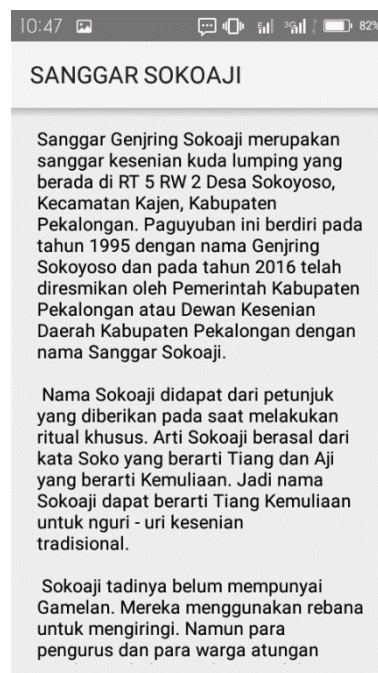 10:47
82%
SANGGAR SOKOAJI
Sanggar Genjring Sokoaji merupakan
sanggar kesenian kuda lumping yang
berada di RT 5 RW 2 Desa Sokoyoso,
Kecamatan Kajen, Kabupaten
Pekalongan. Paguyuban ini berdiri pada
tahun 1995 dengan nama Genjring
Sokoyoso dan pada tahun 2016 telah
diresmikan oleh Pemerintah Kabupaten
Pekalongan atau Dewan Kesenian
Daerah Kabupaten Pekalongan dengan
nama Sanggar Sokoaji.
Nama Sokoaji didapat dari petunjuk
yang diberikan pada saat melakukan
ritual khusus. Arti Sokoaji berasal dari
kata Soko yang berarti Tiang dan Aji
yang berarti Kemuliaan. Jadi nama
Sokoaji dapat berarti Tiang Kemuliaan
untuk nguri - uri kesenian
tradisional.
Sokoaji tadinya belum mempunyai
Gamelan. Mereka menggunakan rebana
untuk mengiringi. Namun para
pengurus dan para warga atungan